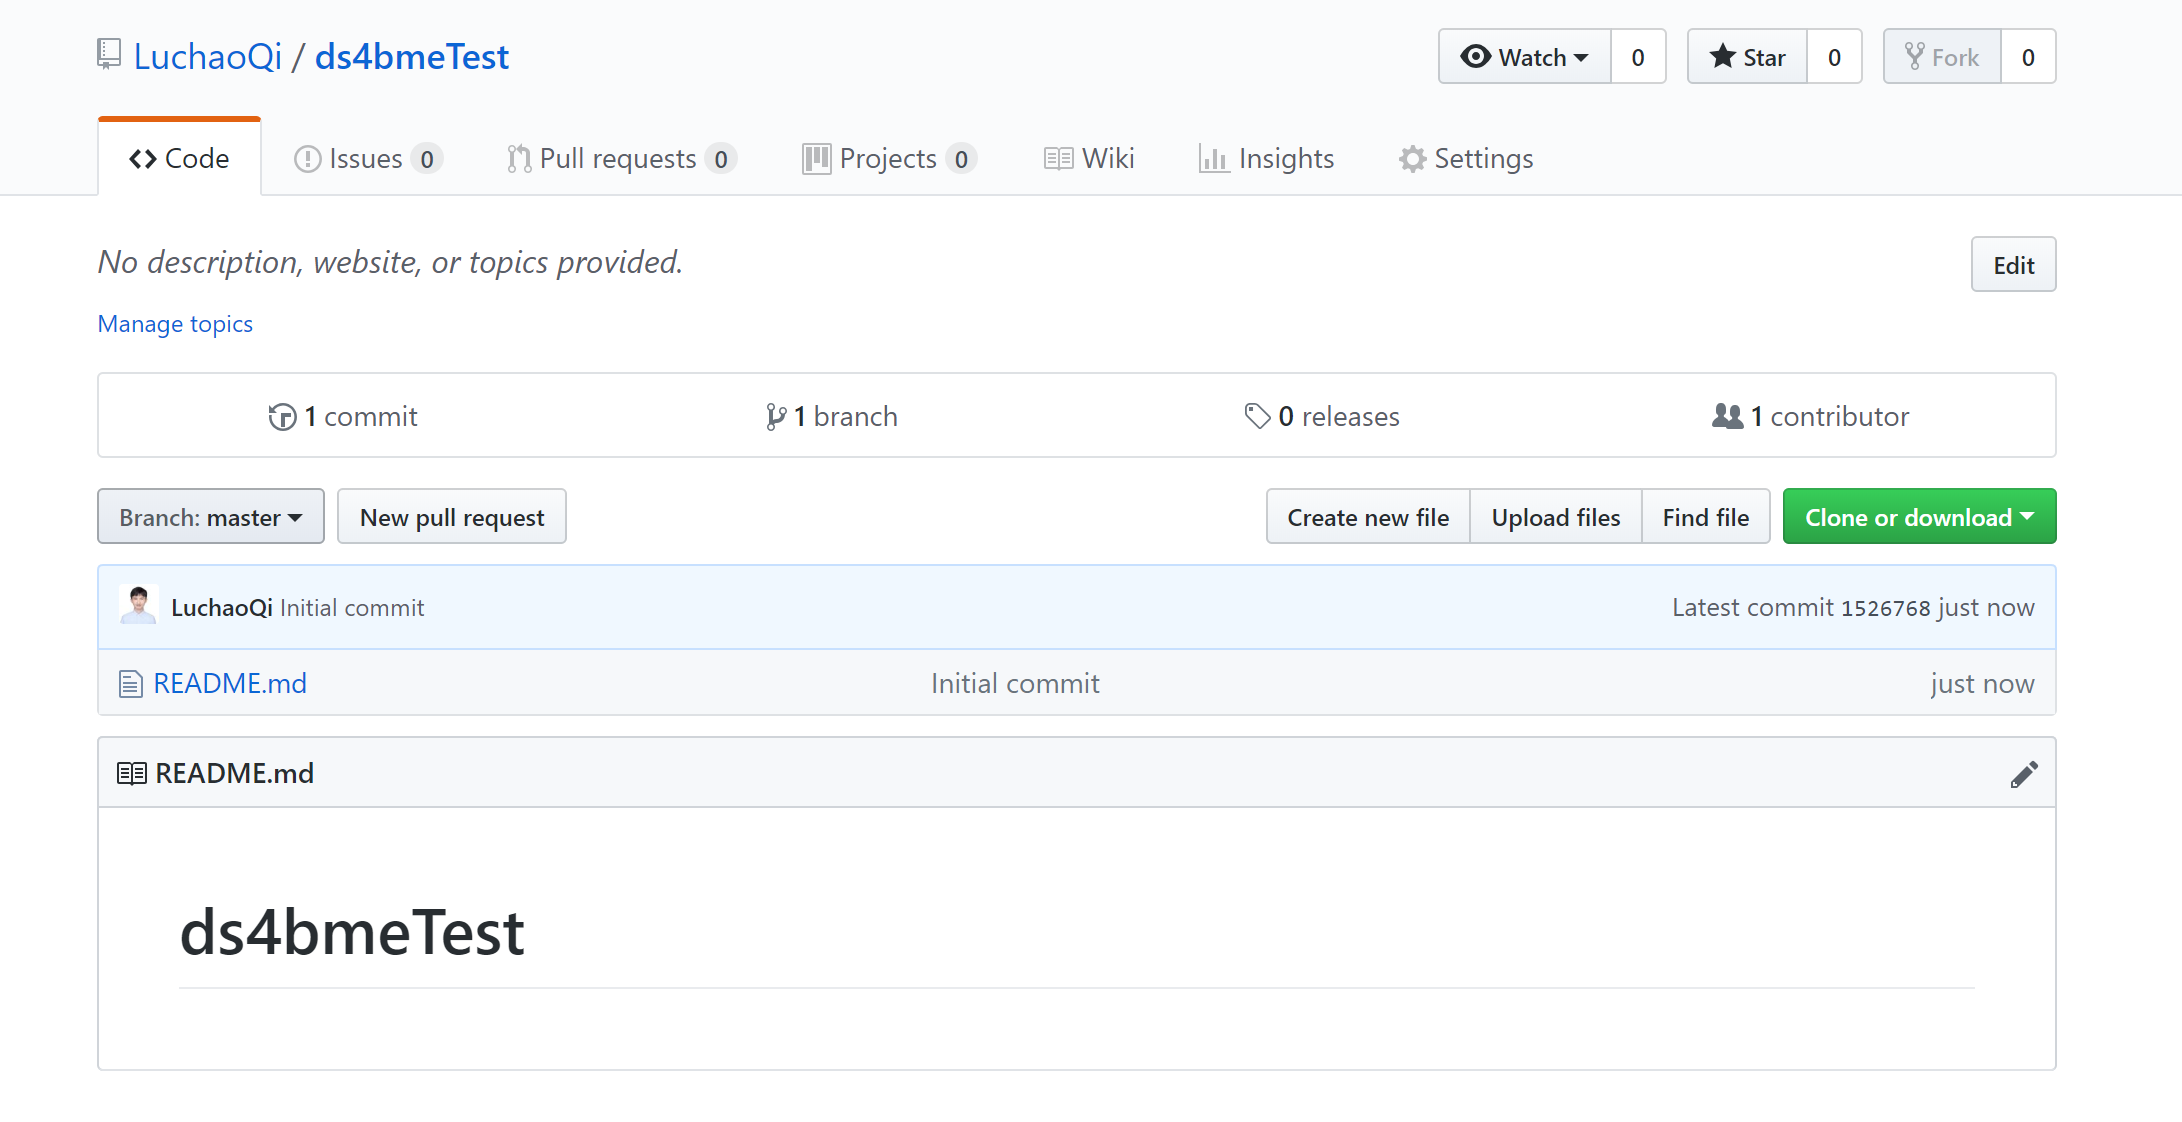 LuchaoQi / ds4bmeTest
Watch 0 Star 0 Fork 0
Code Issues 0 Pull requests 0 Projects 0 Wiki Insights Settings
No description, website, or topics provided.
Edit
Manage topics
1 commit 1 branch 0 releases 1 contributor
Branch: master New pull request Create new file Upload files Find file Clone or download
LuchaoQi Initial commit Latest commit 1526768 just now
README.md Initial commit just now
README.md
ds4bmeTest